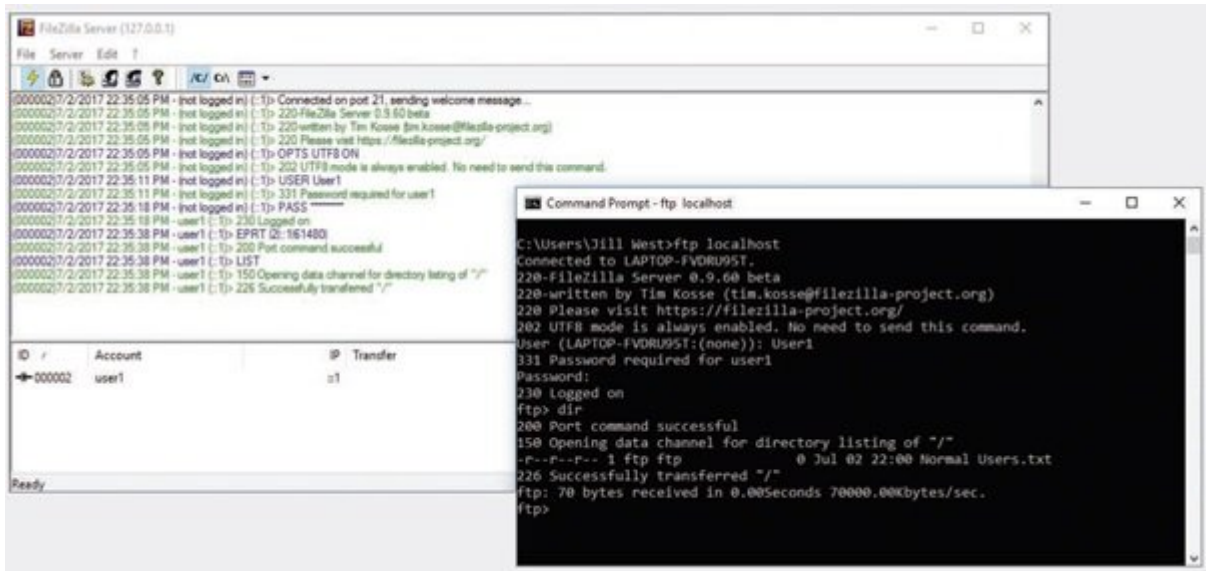 FileZilla Server (127.0.0.1)
File Server Edit ?
/C/ C:\
(000002)7/2/2017 22:35:05 PM - (not logged in) (::1)> Connected on port 21, sending welcome message...
(000002)7/2/2017 22:35:05 PM - (not logged in) (::1)> 220-FileZilla Server 0.9.60 beta
(000002)7/2/2017 22:35:05 PM - (not logged in) (::1)> 220-written by Tim Kosse (tim.kosse@filezilla-project.org)
(000002)7/2/2017 22:35:05 PM - (not logged in) (::1)> 220 Please visit https://filezilla-project.org/
(000002)7/2/2017 22:35:05 PM - (not logged in) (::1)> OPTS UTF8 ON
(000002)7/2/2017 22:35:05 PM - (not logged in) (::1)> 202 UTF8 mode is always enabled. No need to send this command.
(000002)7/2/2017 22:35:11 PM - (not logged in) (::1)> USER User1
(000002)7/2/2017 22:35:11 PM - (not logged in) (::1)> 331 Password required for user1
(000002)7/2/2017 22:35:18 PM - (not logged in) (::1)> PASS
(000002)7/2/2017 22:35:18 PM - user1 (::1)> 230 Logged on
(000002)7/2/2017 22:35:38 PM - user1 (::1)> EPRT |2|::1|61480|
(000002)7/2/2017 22:35:38 PM - user1 (::1)> 200 Port command successful
(000002)7/2/2017 22:35:38 PM - user1 (::1)> LIST
(000002)7/2/2017 22:35:38 PM - user1 (::1)> 150 Opening data channel for directory listing of "/"
(000002)7/2/2017 22:35:38 PM - user1 (::1)> 226 Successfully transferred "/"
ID / Account IP Transfer
000002 user1 ::1
Ready
Command Prompt - ftp localhost
C:\Users\Jill West>ftp localhost
Connected to LAPTOP-FVDRU95T.
220-FileZilla Server 0.9.60 beta
220-written by Tim Kosse (tim.kosse@filezilla-project.org)
220 Please visit https://filezilla-project.org/
202 UTF8 mode is always enabled. No need to send this command.
User (LAPTOP-FVDRU95T:(none)): User1
331 Password required for user1
Password:
230 Logged on
ftp> dir
200 Port command successful
150 Opening data channel for directory listing of "/"
-r--r--r-- 1 ftp ftp 0 Jul 02 22:00 Normal Users.txt
226 Successfully transferred "/"
ftp: 70 bytes received in 0.00Seconds 70000.00Kbytes/sec.
ftp>